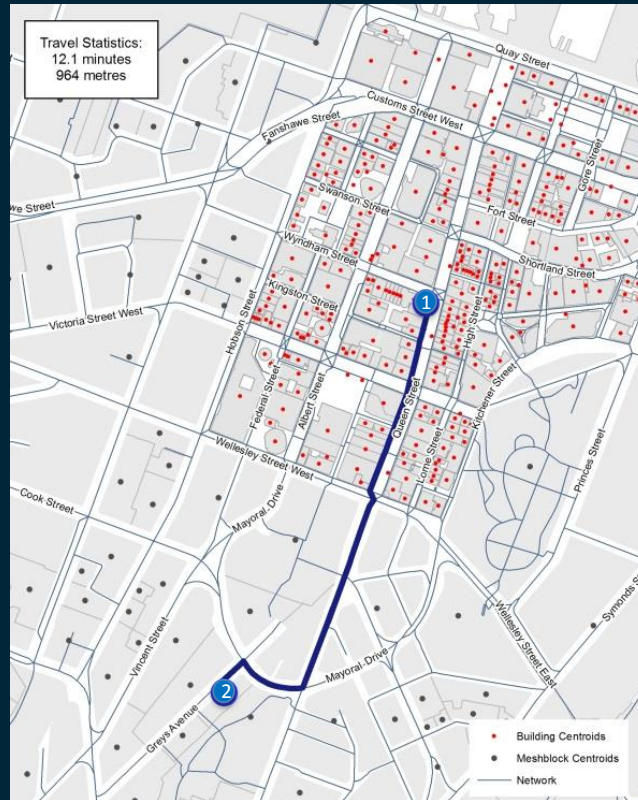 Travel Statistics:
12.1 minutes
964 metres
Quay Street
Customs Street West
Fanshawe Street
Gore Street
we Street
Swanson Street
Fort Street
Wyndham Street
Shortland Street
Kingston Street
1
High Street
Victoria Street West
Hobson Street
Federal Street
Albert Street
Queen Street
Kitchener Street
Lorne Street
Wellesley Street West
Princes Street
Cook Street
Mayoral Drive
Vincent Street
Wellesley Street East
Symonds S
Mayoral Drive
2
Greys Avenue
Building Centroids
Meshblock Centroids
Network